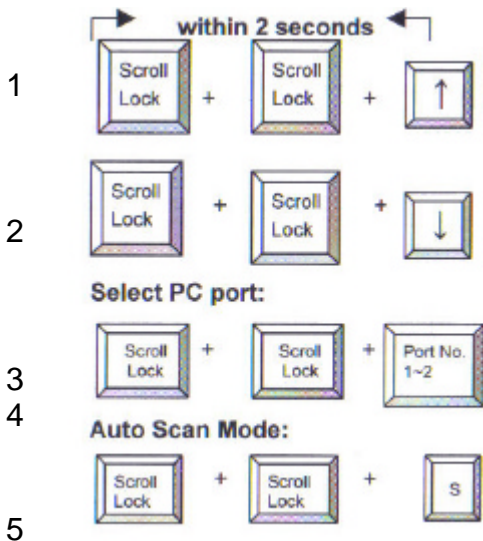 within 2 seconds
1 Scroll Lock + Scroll Lock + ↑
2 Scroll Lock + Scroll Lock + ↓
Select PC port:
3 Scroll Lock + Scroll Lock + Port No. 1~2
4
Auto Scan Mode:
5 Scroll Lock + Scroll Lock + S